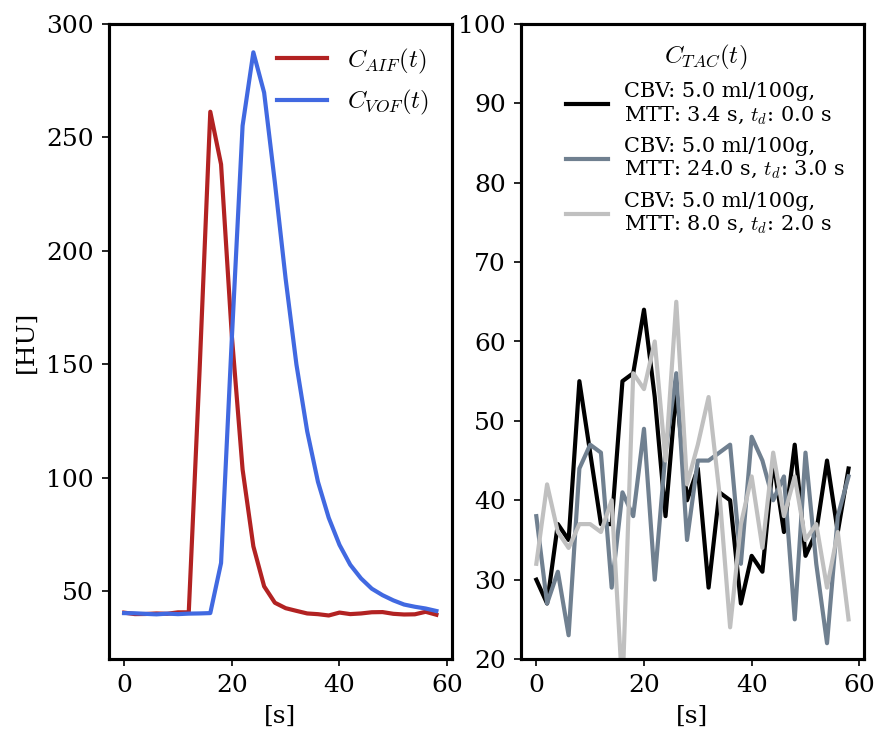 300
250
200
150
100
50
[HU]
0
20
40
60
[s]
C_AIF(t)
C_VOF(t)
100
90
80
70
60
50
40
30
20
0
20
40
60
[s]
C_TAC(t)
CBV: 5.0 ml/100g,
MTT: 3.4 s, t_d: 0.0 s
CBV: 5.0 ml/100g,
MTT: 24.0 s, t_d: 3.0 s
CBV: 5.0 ml/100g,
MTT: 8.0 s, t_d: 2.0 s